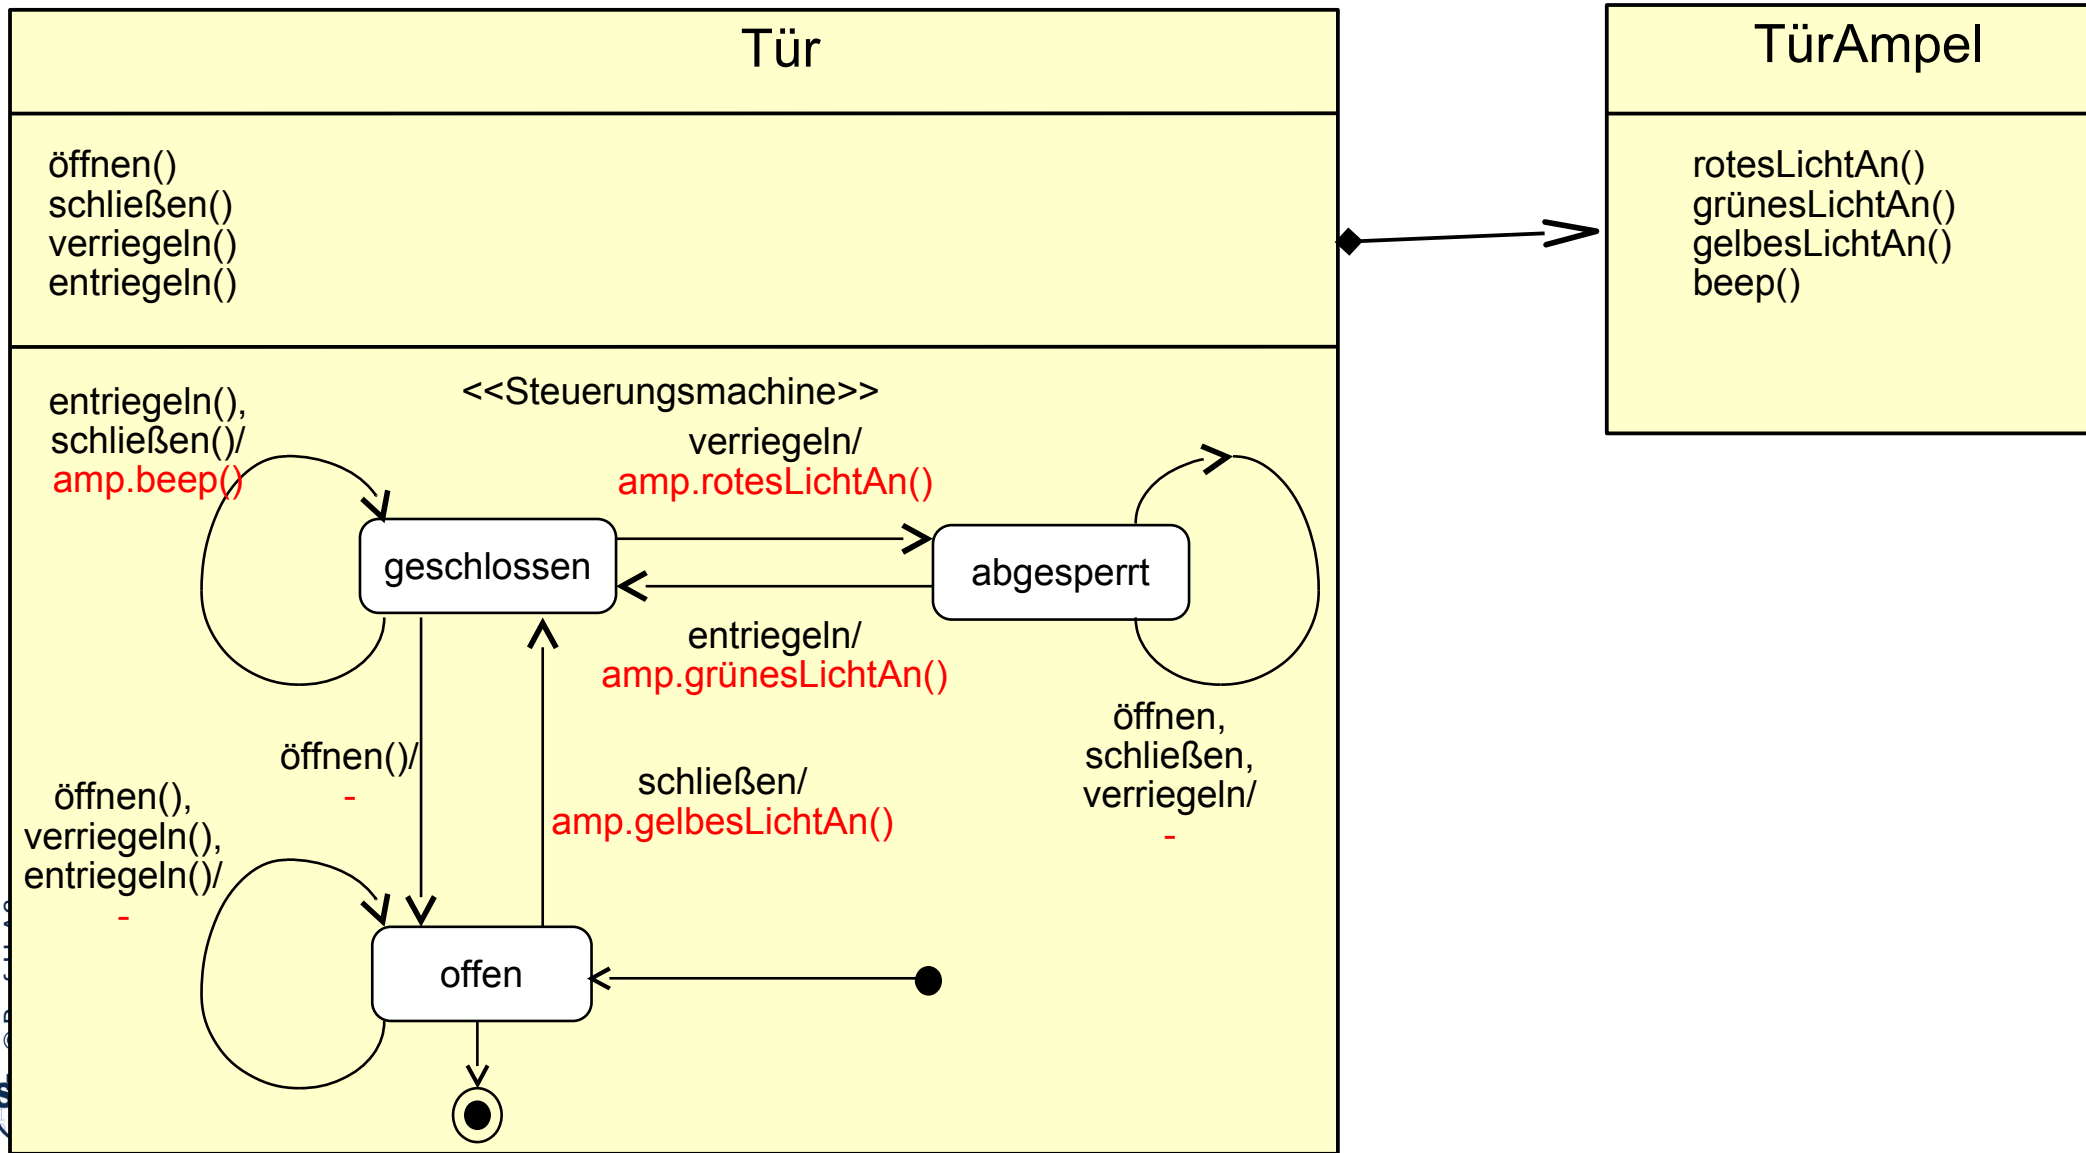 Tür
öffnen()
schließen()
verriegeln()
entriegeln()
TürAmpel
rotesLichtAn()
grünesLichtAn()
gelbesLichtAn()
beep()
<<Steuerungsmachine>>
entriegeln(),
schließen()/
amp.beep()
verriegeln/
amp.rotesLichtAn()
geschlossen
abgesperrt
entriegeln/
amp.grünesLichtAn()
öffnen()/
-
schließen/
amp.gelbesLichtAn()
öffnen,
schließen,
verriegeln/
-
öffnen(),
verriegeln(),
entriegeln()/
-
offen